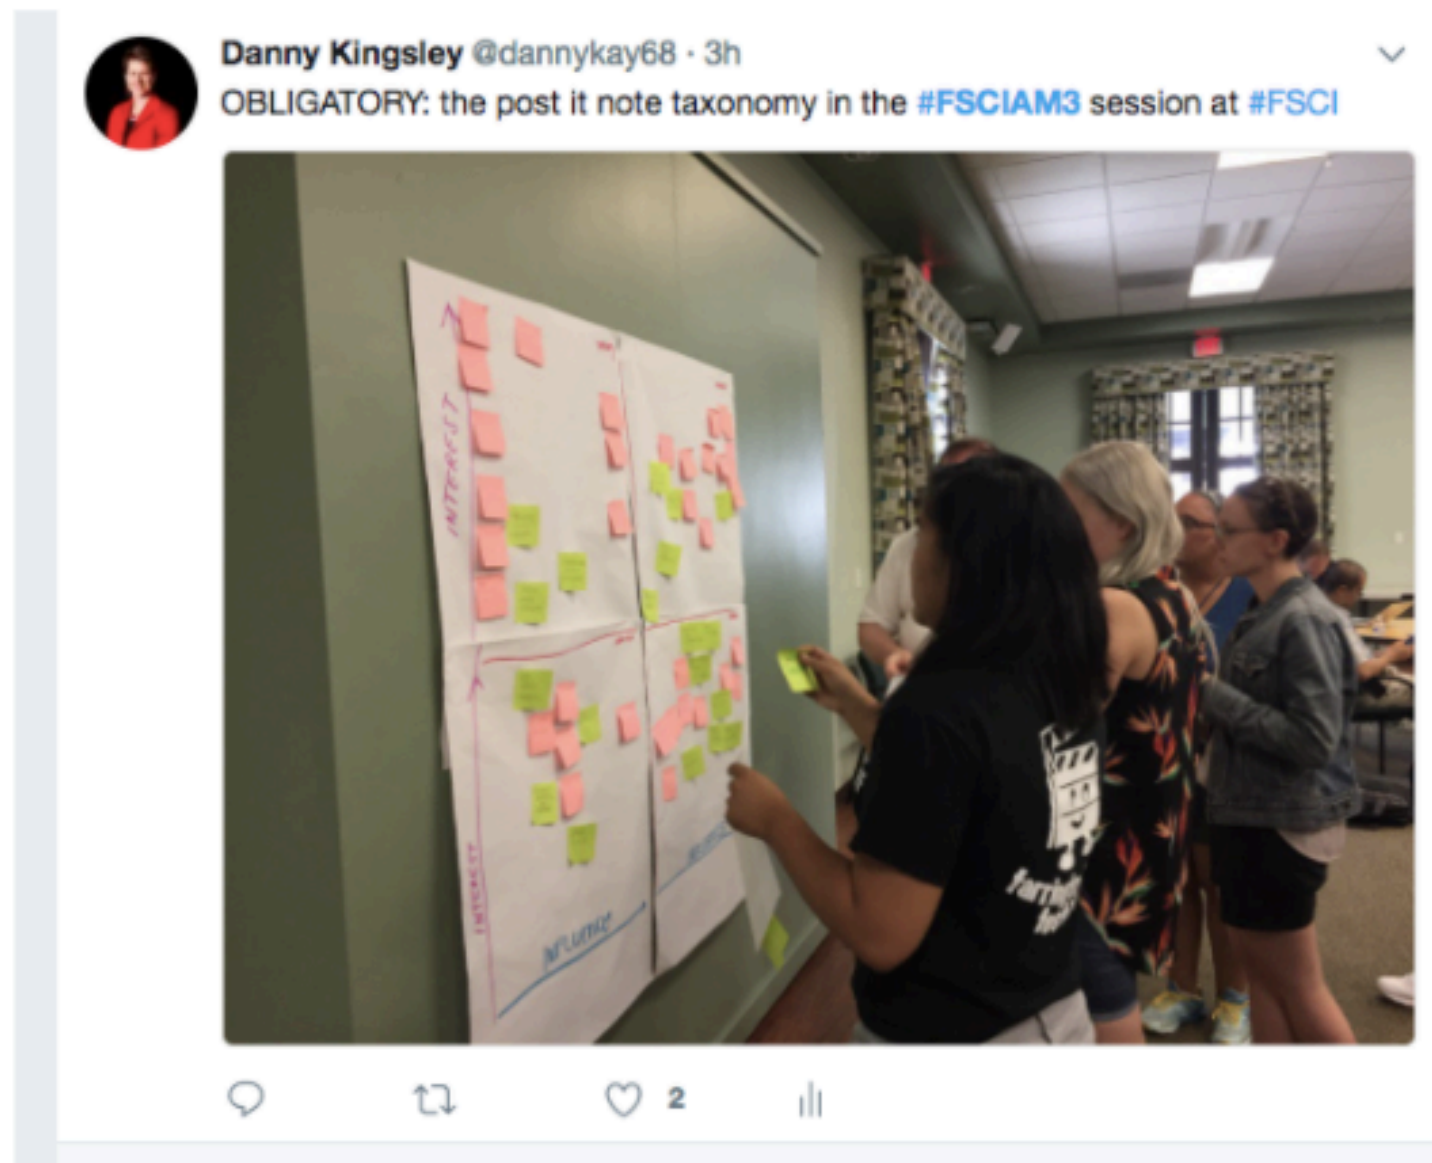 Danny Kingsley @dannykay68 · 3h
OBLIGATORY: the post it note taxonomy in the #FSCIAM3 session at #FSCI
INTEREST
INTEREST
INFLUENCE
2